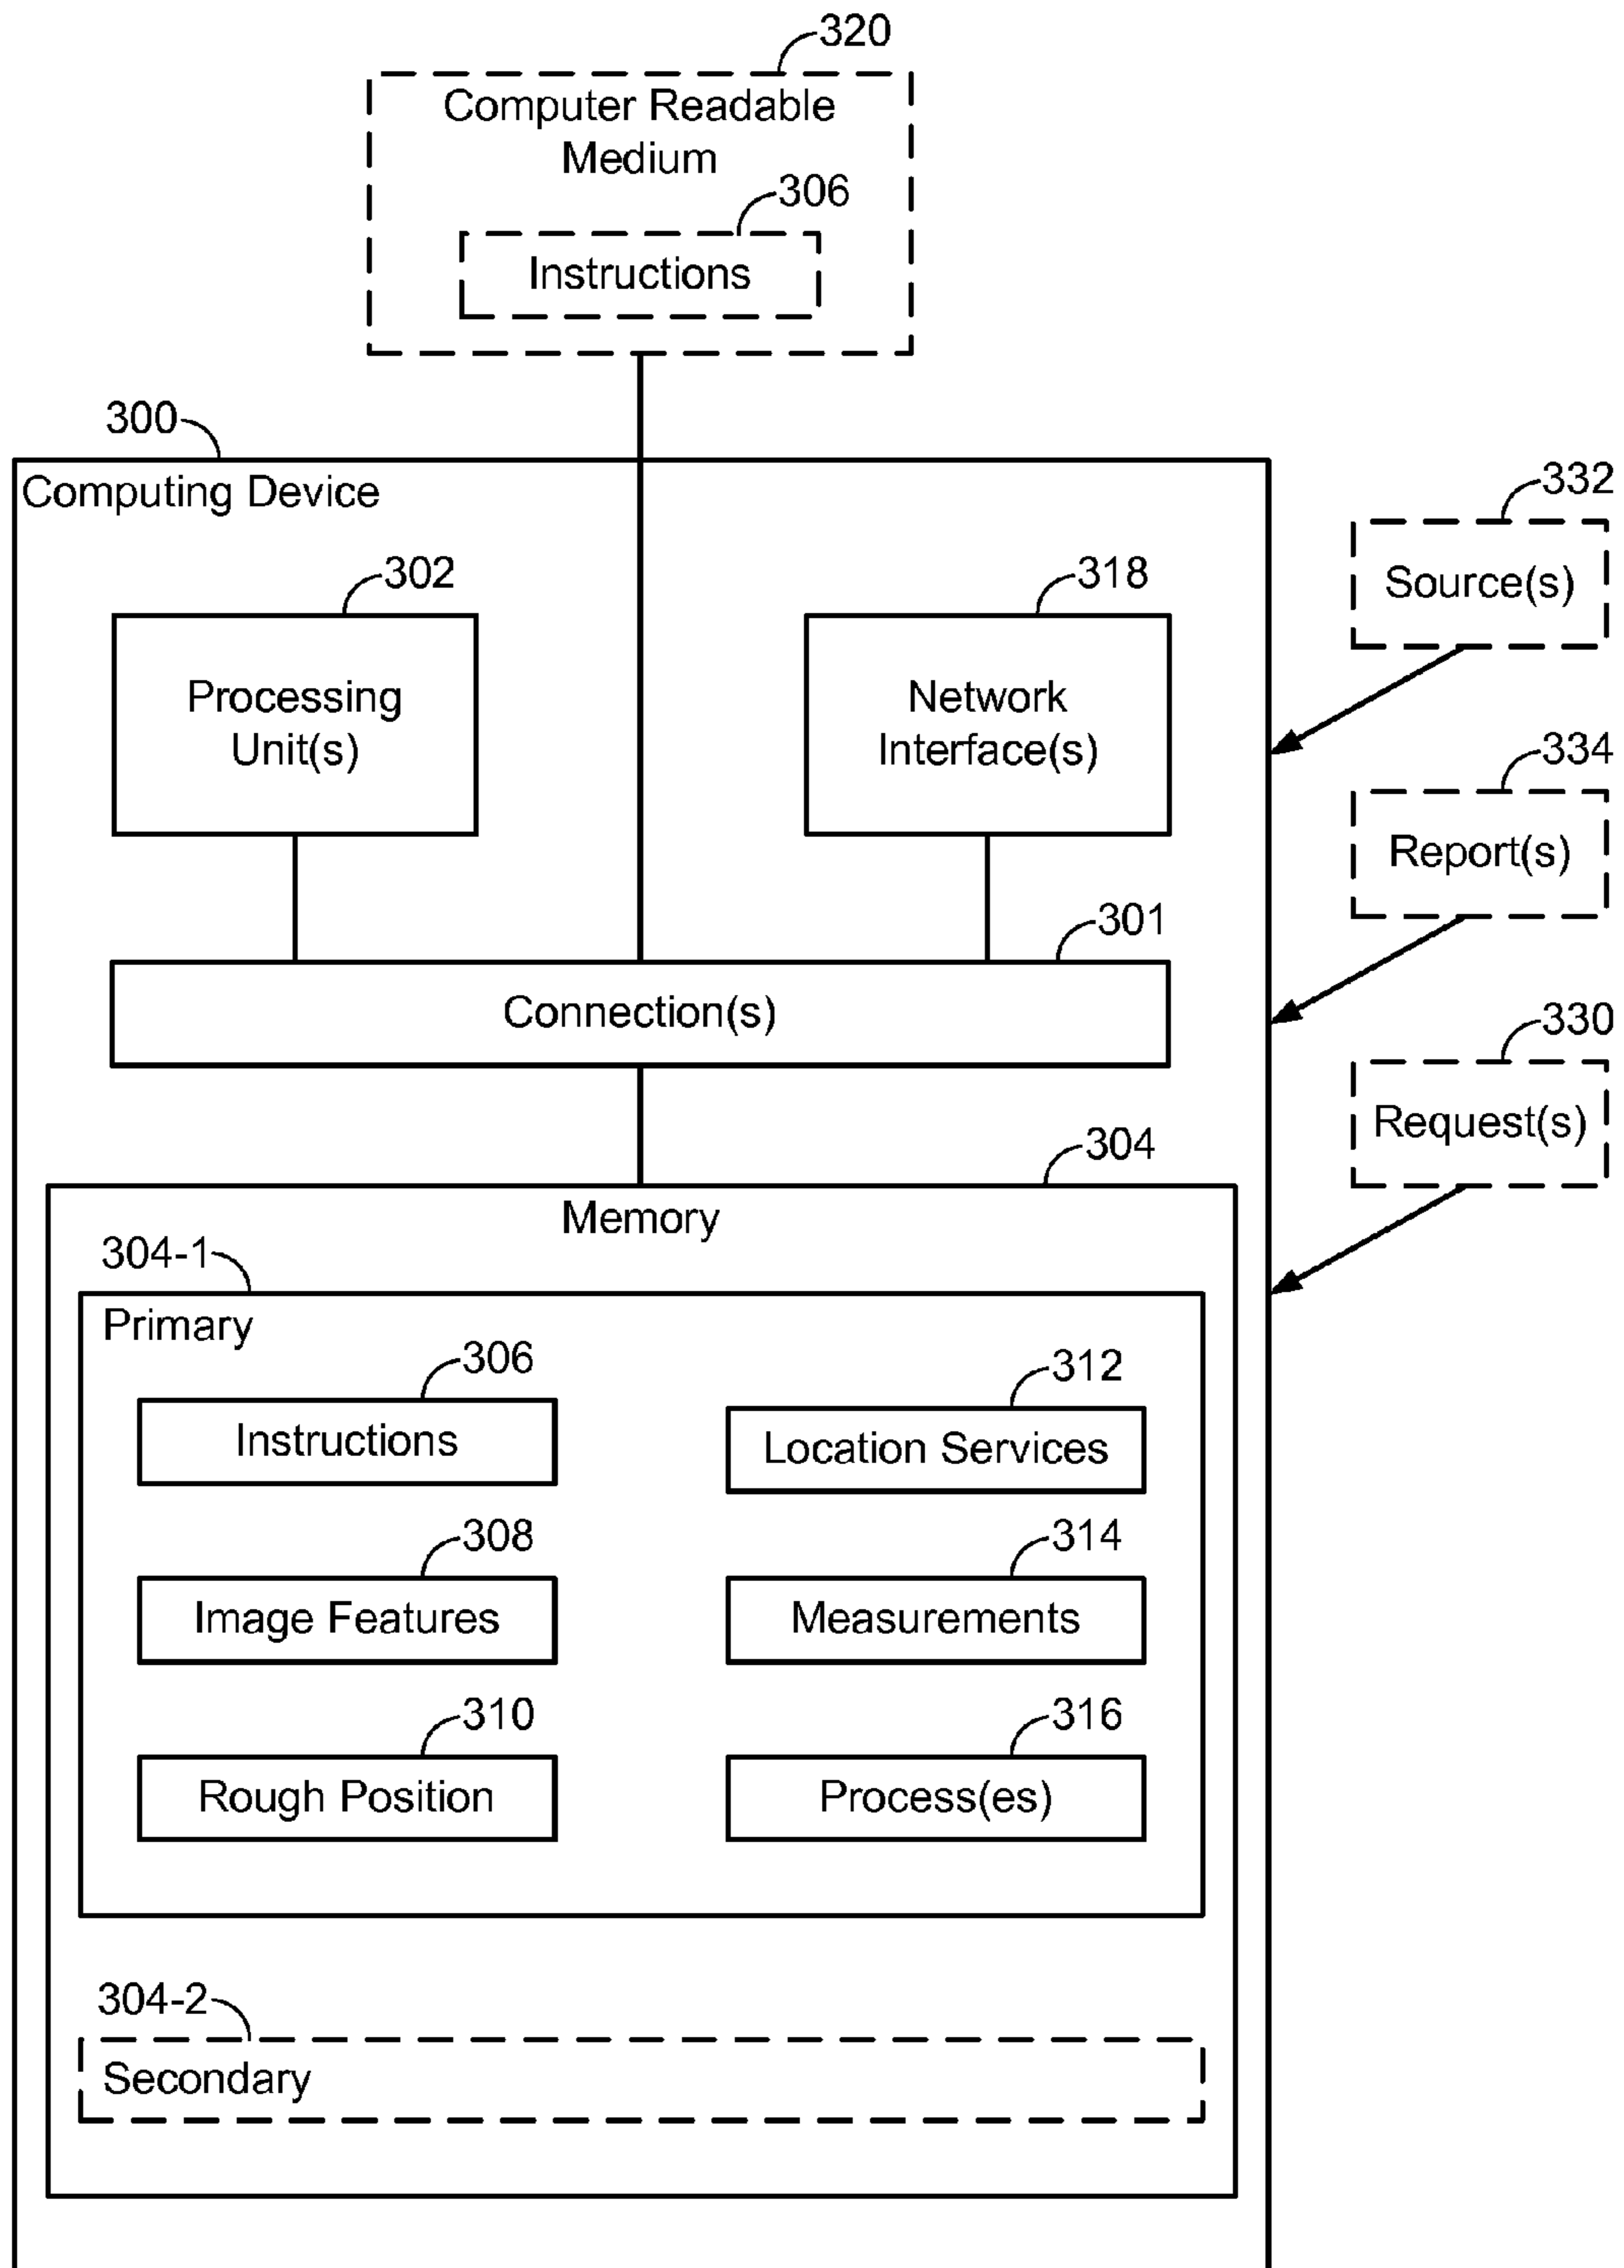 320
Computer Readable
Medium
306
Instructions
300
Computing Device
332
Source(s)
302
318
Processing
Unit(s)
Network
Interface(s)
334
Report(s)
301
Connection(s)
330
Request(s)
304
Memory
304-1
Primary
306
312
Instructions
Location Services
308
314
Image Features
Measurements
310
316
Rough Position
Process(es)
304-2
Secondary